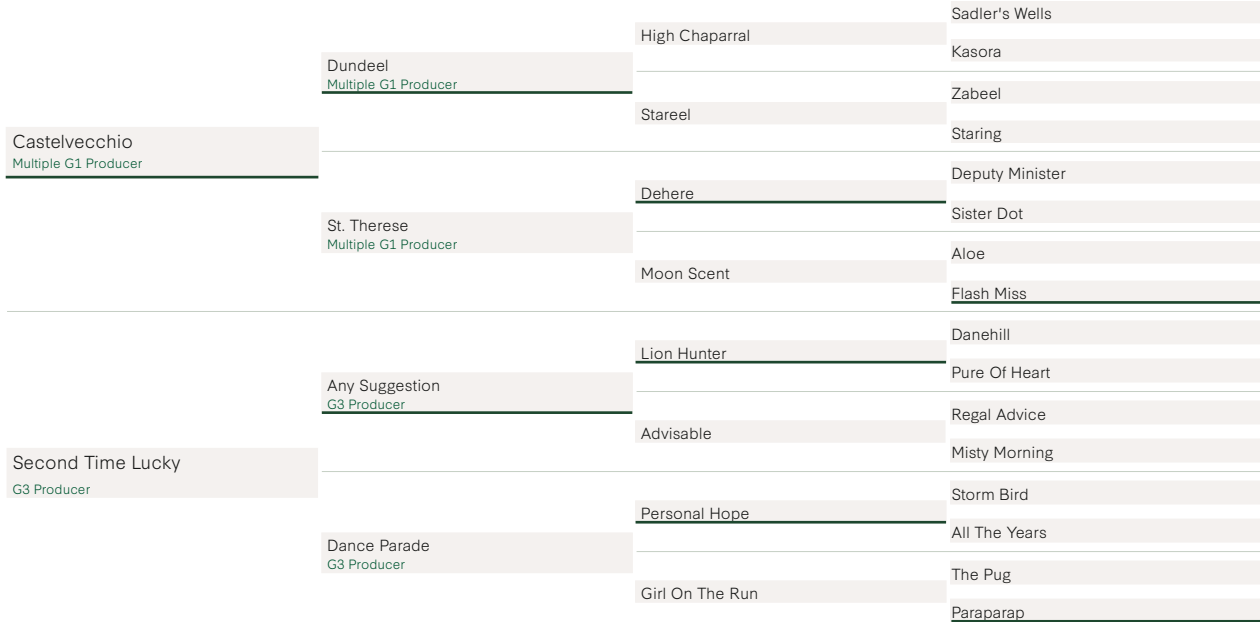 Castelvecchio
Multiple G1 Producer
Second Time Lucky
G3 Producer
Dundeel
Multiple G1 Producer
St. Therese
Multiple G1 Producer
Any Suggestion
G3 Producer
Dance Parade
G3 Producer
High Chaparral
Stareel
Dehere
Moon Scent
Lion Hunter
Advisable
Personal Hope
Girl On The Run
Sadler's Wells
Kasora
Zabeel
Staring
Deputy Minister
Sister Dot
Aloe
Flash Miss
Danehill
Pure Of Heart
Regal Advice
Misty Morning
Storm Bird
All The Years
The Pug
Paraparap